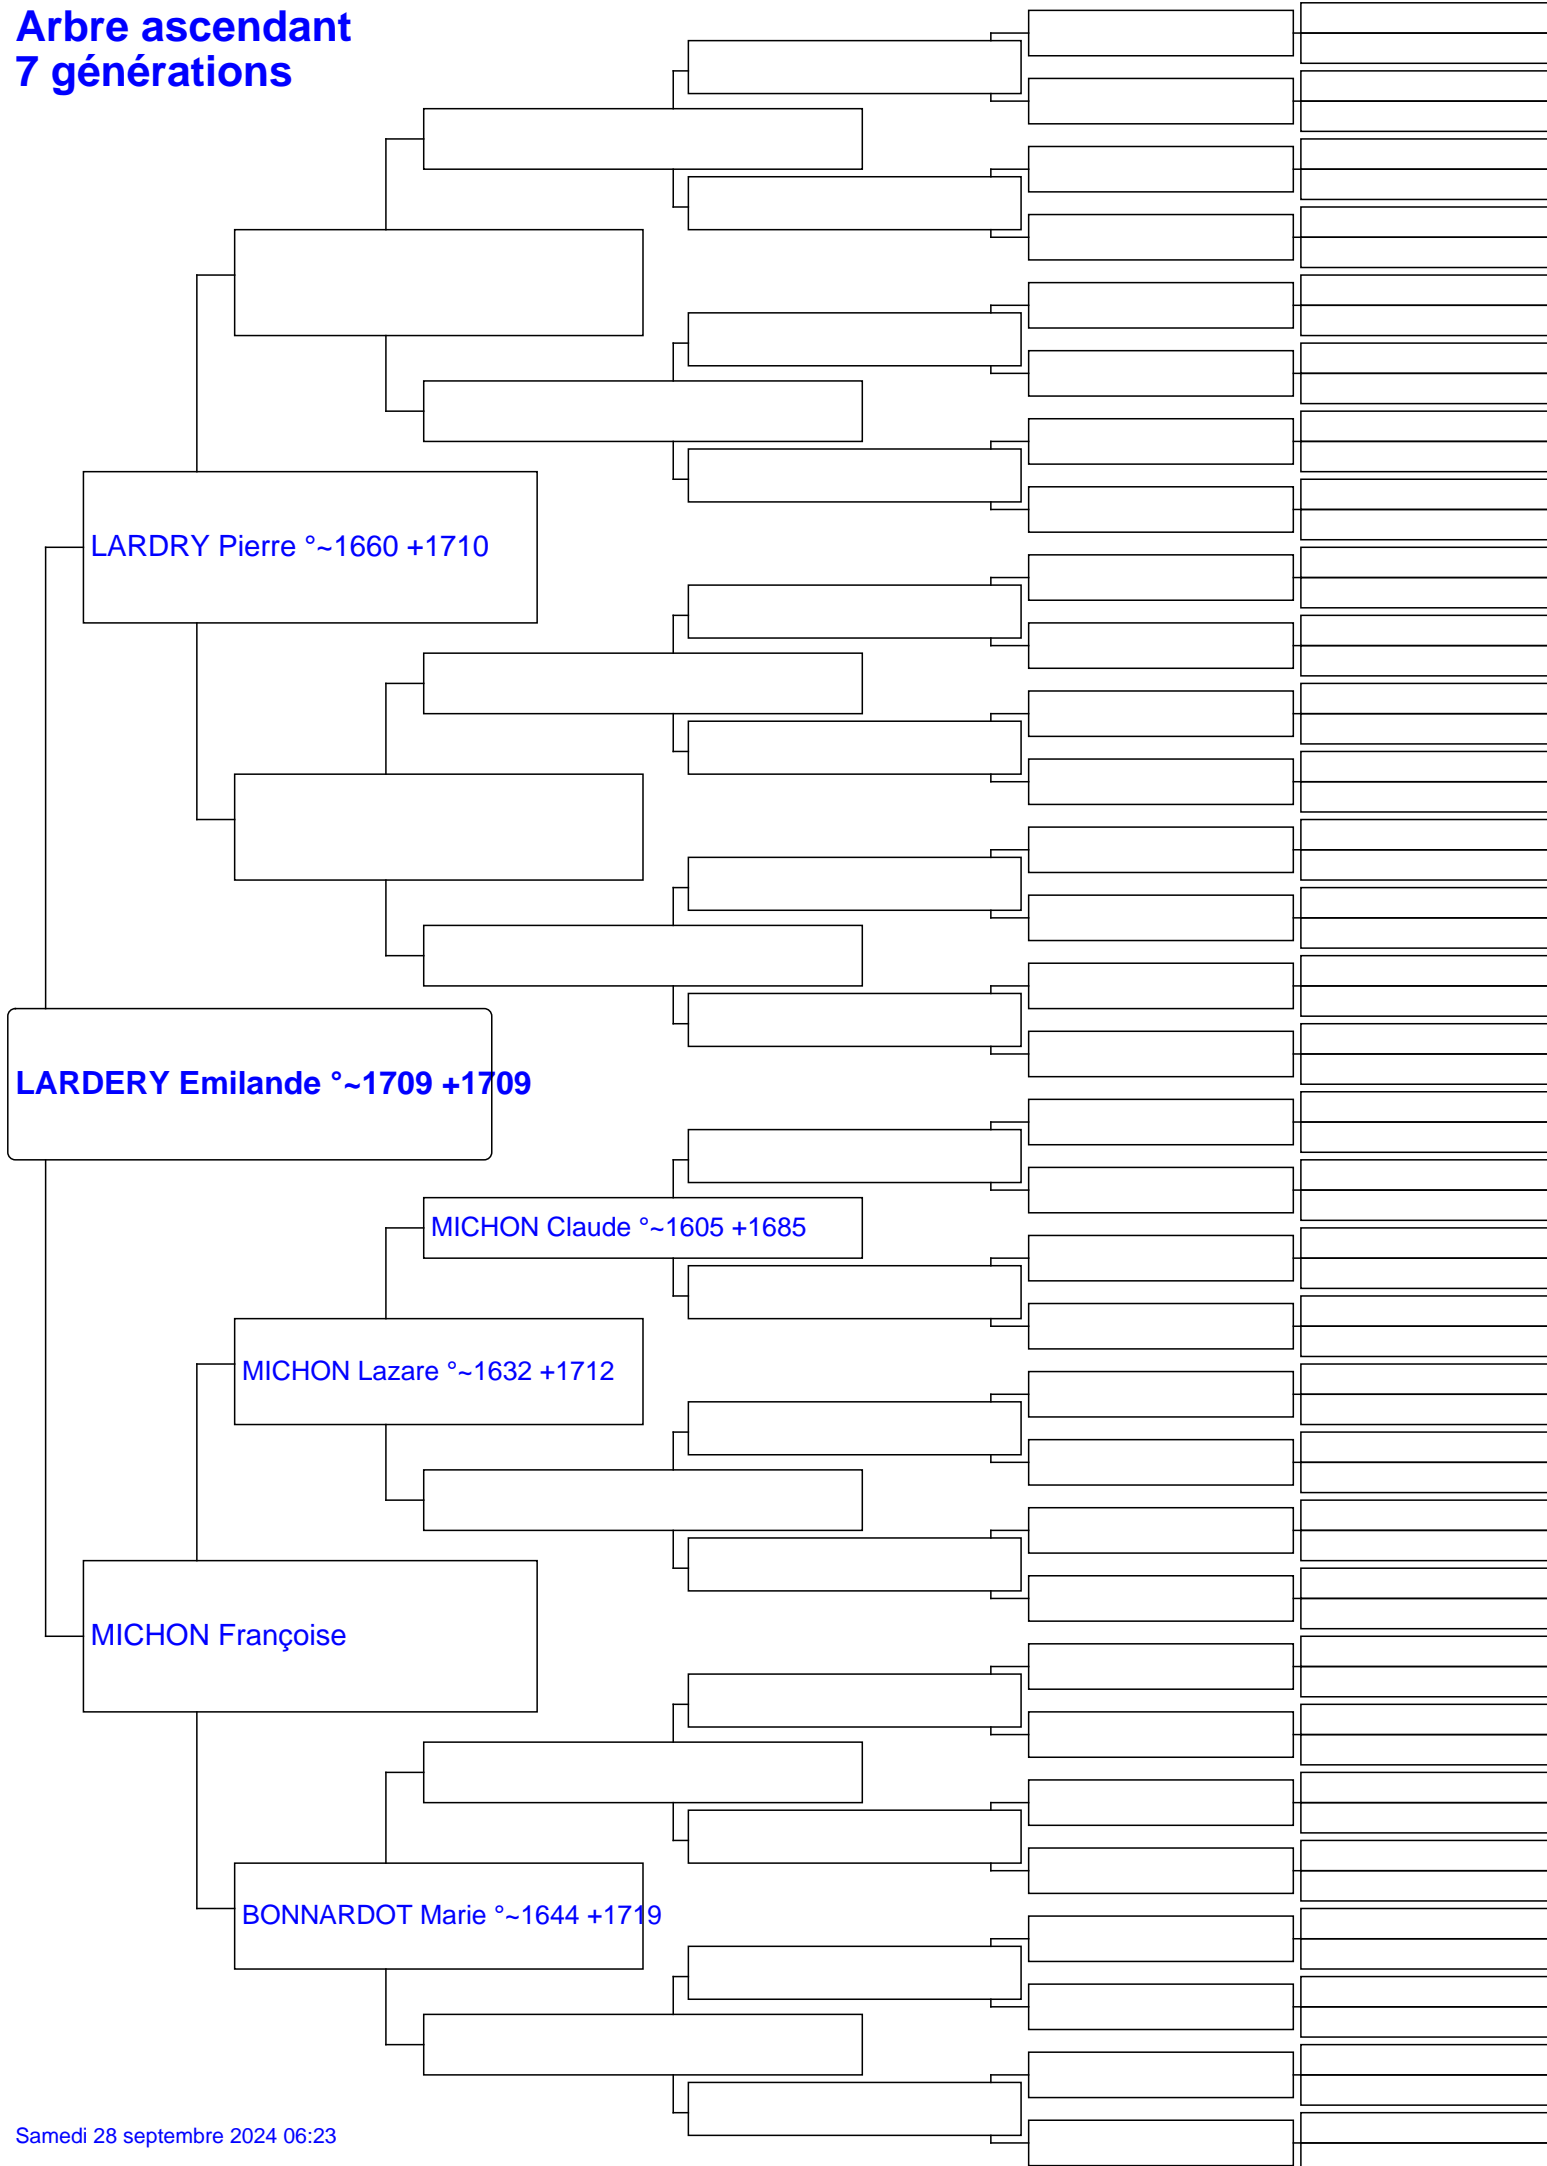 Arbre ascendant
7 générations
LARDRY Pierre °~1660 +1710
LARDERY Emilande °~1709 +1709
MICHON Claude °~1605 +1685
MICHON Lazare °~1632 +1712
MICHON Françoise
BONNARDOT Marie °~1644 +1719
Samedi 28 septembre 2024 06:23